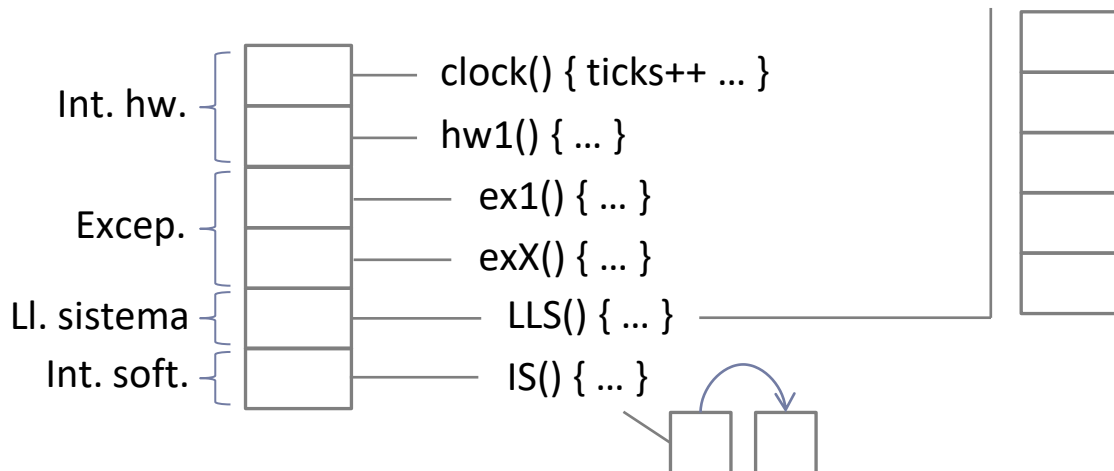 clock() { ticks++ … }
Int. hw.
hw1() { … }
ex1() { … }
Excep.
exX() { … }
Ll. sistema
LLS() { … }
Int. soft.
IS() { … }